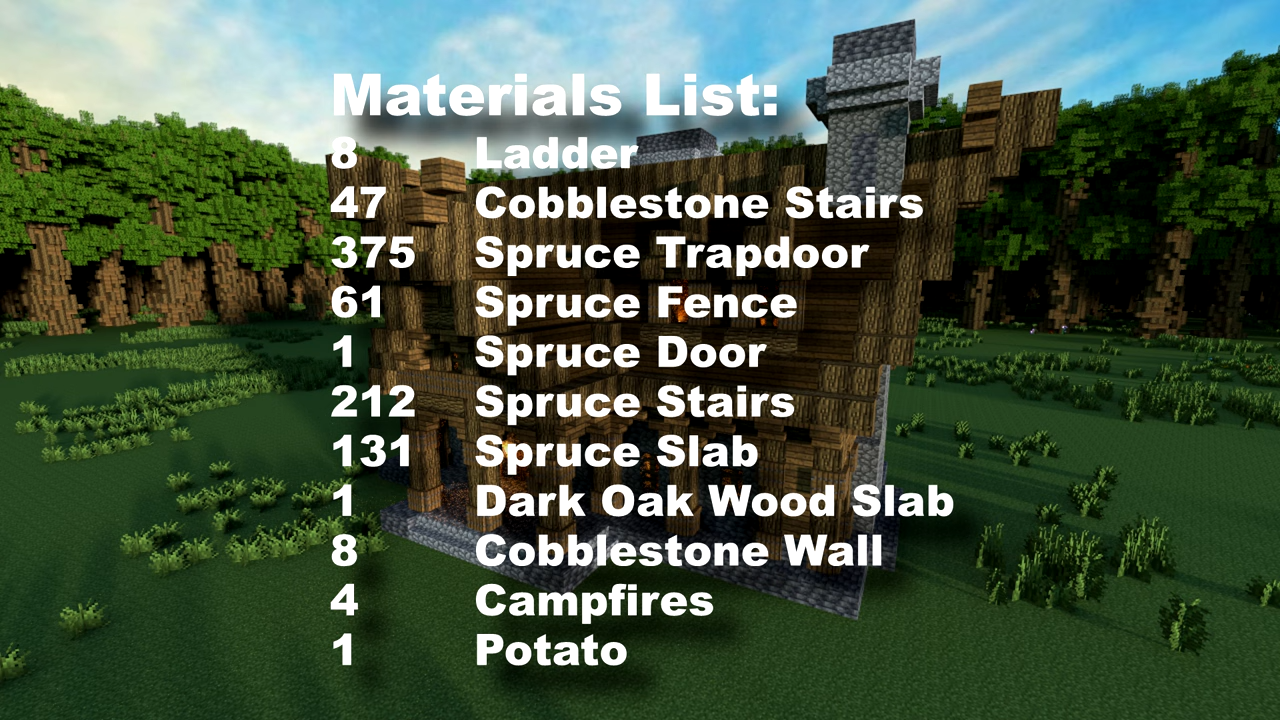 Materials List:
8 Ladder
47 Cobblestone Stairs
375 Spruce Trapdoor
61 Spruce Fence
1 Spruce Door
212 Spruce Stairs
131 Spruce Slab
1 Dark Oak Wood Slab
8 Cobblestone Wall
4 Campfires
1 Potato